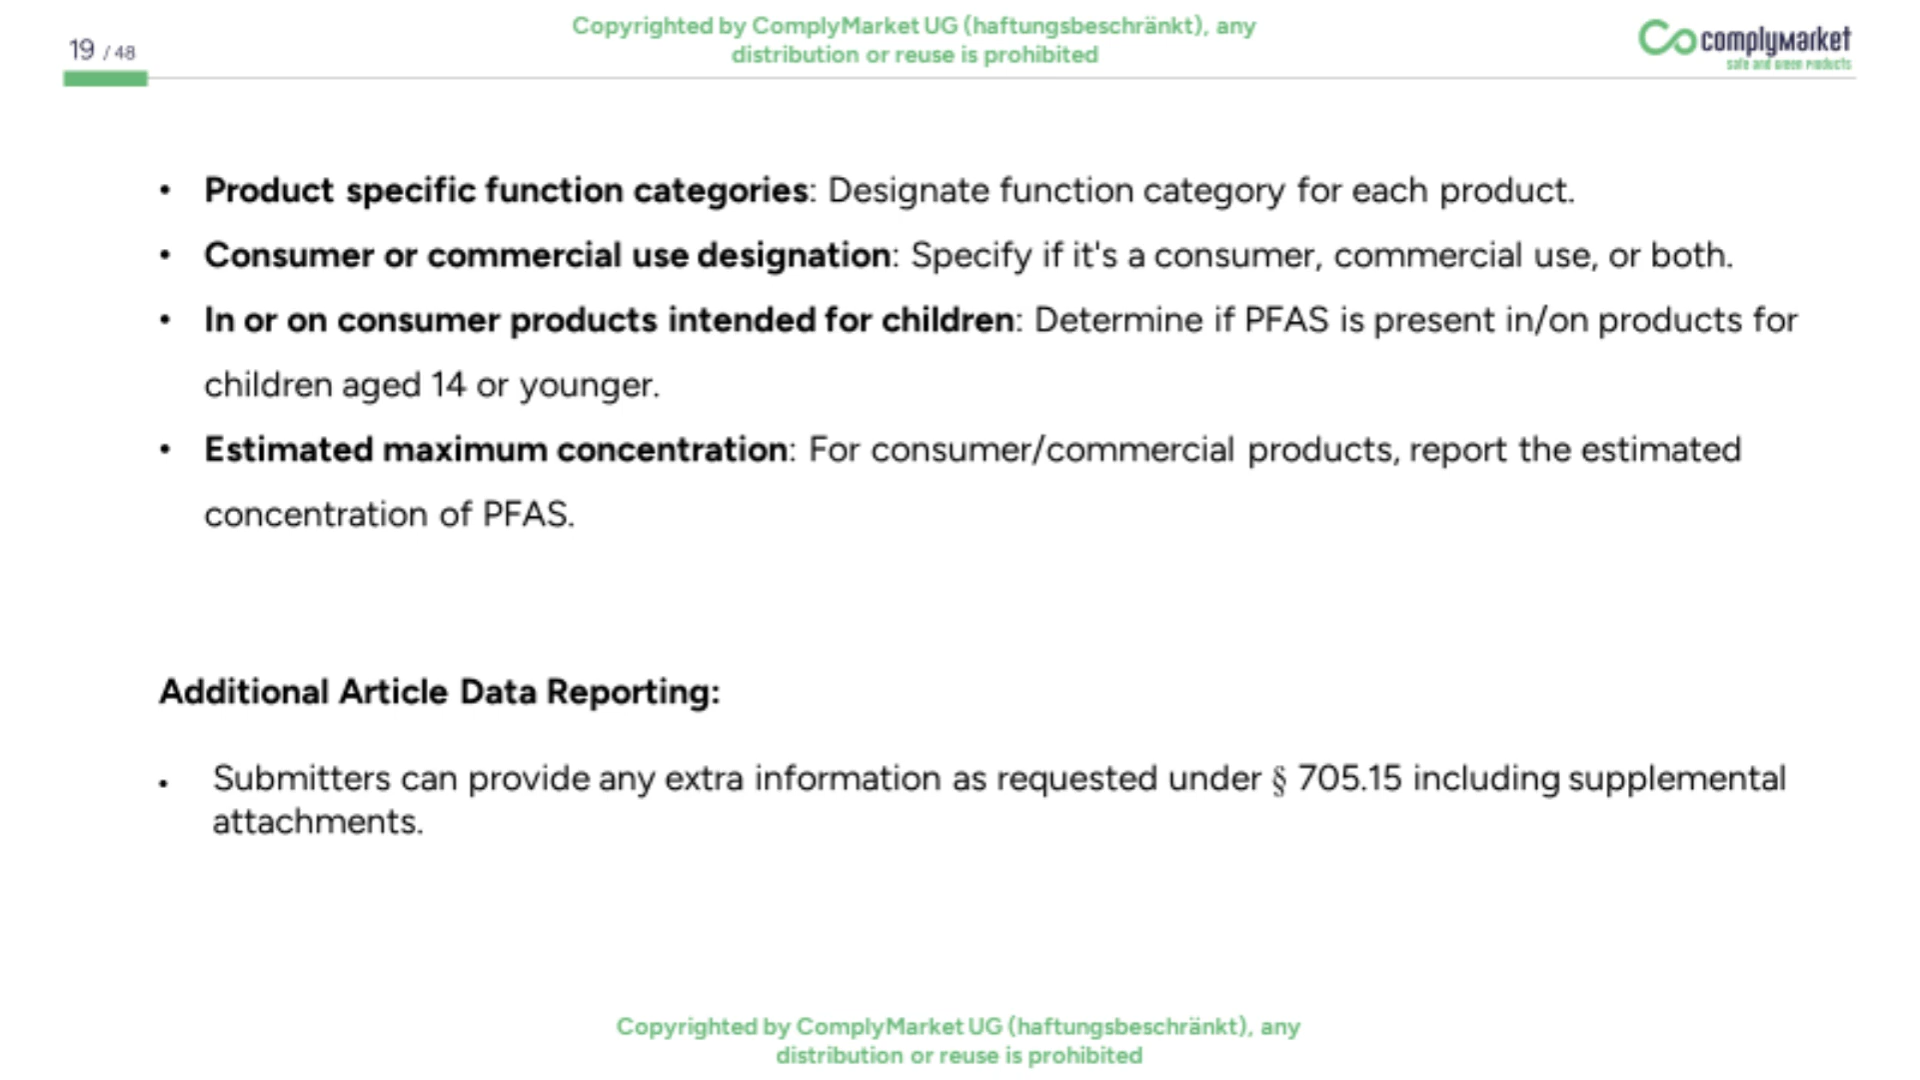 Copyrighted by ComplyMarket UG (haftungsbeschränkt), any
distribution or reuse is prohibited
19 / 48
complymarket
safe and green products
• Product specific function categories: Designate function category for each product.
• Consumer or commercial use designation: Specify if it's a consumer, commercial use, or both.
• In or on consumer products intended for children: Determine if PFAS is present in/on products for
children aged 14 or younger.
• Estimated maximum concentration: For consumer/commercial products, report the estimated
concentration of PFAS.
Additional Article Data Reporting:
• Submitters can provide any extra information as requested under § 705.15 including supplemental
attachments.
Copyrighted by ComplyMarket UG (haftungsbeschränkt), any
distribution or reuse is prohibited